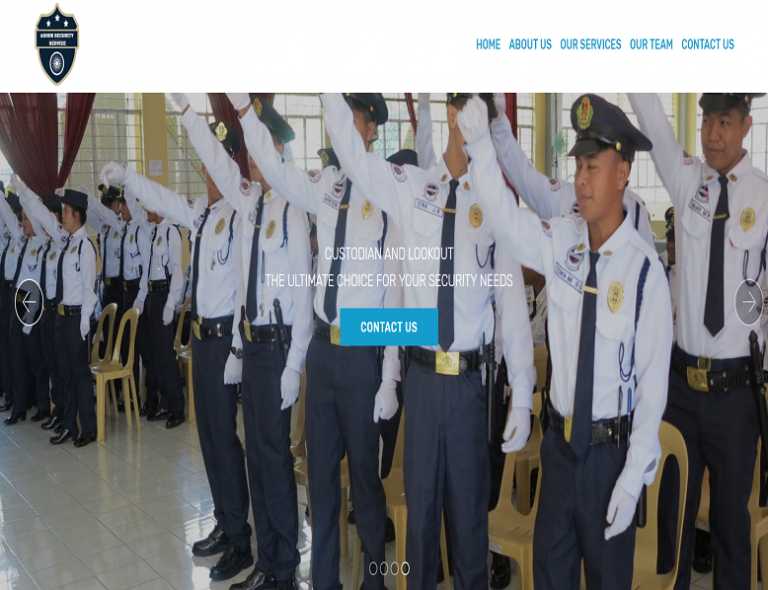 ASHOK SECURITY
SERVICE
HOME ABOUT US OUR SERVICES OUR TEAM CONTACT US
CUSTODIAN AND LOOKOUT
THE ULTIMATE CHOICE FOR YOUR SECURITY NEEDS
CONTACT US